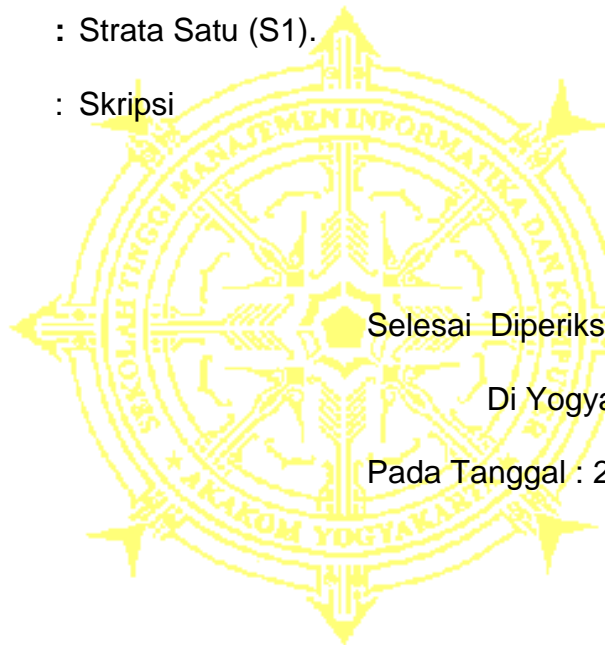 : Strata Satu (S1).
: Skripsi
SEKOLAH TINGGI MANAJEMEN INFORMATIKA DAN KOMPUTER
Selesai Diperiks
Di Yogya
Pada Tanggal : 2
★ AKAKOM YOGYAKARTA ★